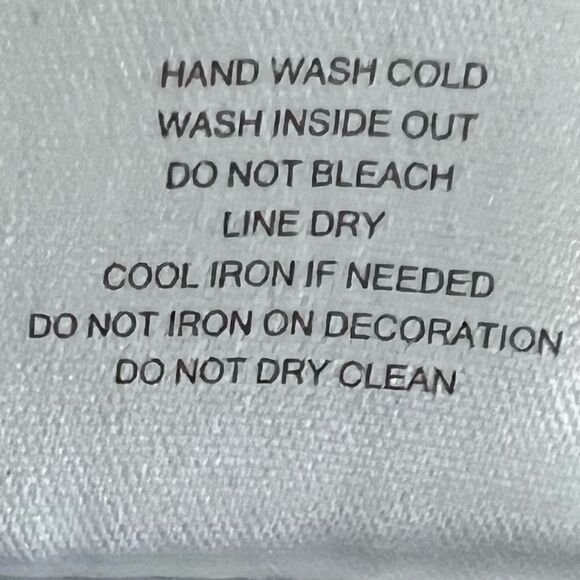 HAND WASH COLD
WASH INSIDE OUT
DO NOT BLEACH
LINE DRY
COOL IRON IF NEEDED
DO NOT IRON ON DECORATION
DO NOT DRY CLEAN